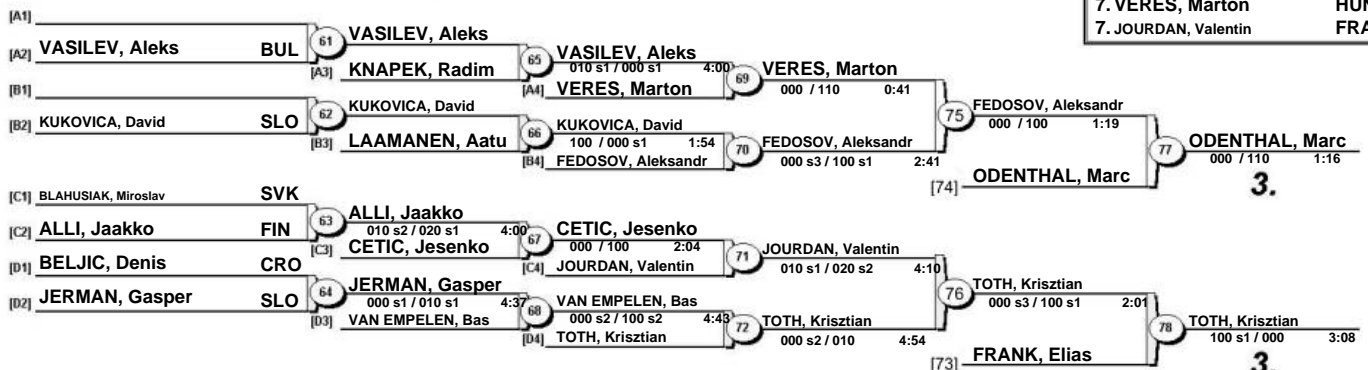 7. VERES, Marton HUN
7. JOURDAN, Valentin FRA
[A1]
[A2] VASILEV, Aleks BUL
61
VASILEV, Aleks
[A3] KNAPEK, Radim
65
VASILEV, Aleks
010 s1 / 000 s1 4:00
[A4] VERES, Marton
69
VERES, Marton
000 / 110 0:41
[B1]
[B2] KUKOVICA, David SLO
62
KUKOVICA, David
[B3] LAAMANEN, Aatu
66
KUKOVICA, David
100 / 000 s1 1:54
[B4] FEDOSOV, Aleksandr
70
FEDOSOV, Aleksandr
000 s3 / 100 s1 2:41
75
FEDOSOV, Aleksandr
000 / 100 1:19
[74] ODENTHAL, Marc
77
ODENTHAL, Marc
000 / 110 1:16
3.
[C1] BLAHUSIAK, Miroslav SVK
[C2] ALLI, Jaakko FIN
63
ALLI, Jaakko
010 s2 / 020 s1 4:00
[C3] CETIC, Jesenko
67
CETIC, Jesenko
000 / 100 2:04
[C4] JOURDAN, Valentin
71
JOURDAN, Valentin
010 s1 / 020 s2 4:10
[D1] BELJIC, Denis CRO
[D2] JERMAN, Gasper SLO
64
JERMAN, Gasper
000 s1 / 010 s1 4:37
[D3] VAN EMPELEN, Bas
68
VAN EMPELEN, Bas
000 s2 / 100 s2 4:43
[D4] TOTH, Krisztian
72
TOTH, Krisztian
000 s2 / 010 4:54
76
TOTH, Krisztian
000 s3 / 100 s1 2:01
[73] FRANK, Elias
78
TOTH, Krisztian
100 s1 / 000 3:08
3.